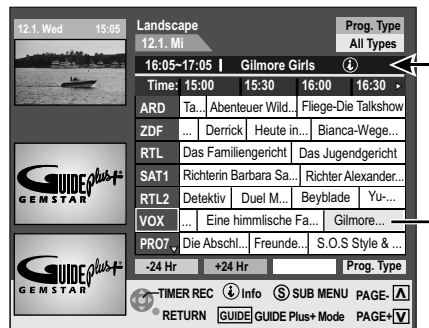 12.1. Wed 15:05
Landscape Prog. Type
12.1. Mi All Types
16:05~17:05 Gilmore Girls i
Time: 15:00 15:30 16:00 16:30
ARD Ta... Abenteuer Wild... Fliege-Die Talkshow
ZDF ... Derrick Heute in... Bianca-Wege...
RTL Das Familiengericht Das Jugendgericht
SAT1 Richterin Barbara Sa... Richter Alexander...
RTL2 Detektiv Duel M... Beyblade Yu-...
VOX ... Eine himmlische Fa... Gilmore...
PRO7 Die Abschl... Freunde... S.O.S Style & ...
-24 Hr +24 Hr Prog. Type
GUIDE Plus+
GEMSTAR
GUIDE Plus+
GEMSTAR
TIMER REC i Info S SUB MENU PAGE- Λ
RETURN GUIDE GUIDE Plus+ Mode PAGE+ V